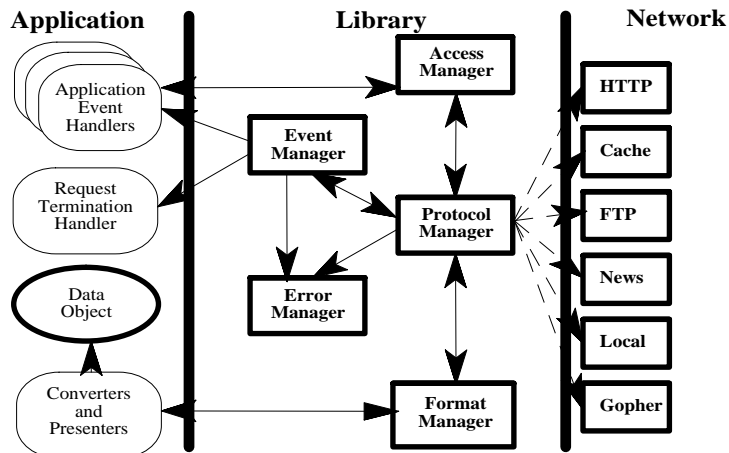 Application
Library
Network
Application
Event
Handlers
Request
Termination
Handler
Data
Object
Converters
and
Presenters
Access
Manager
Event
Manager
Protocol
Manager
Error
Manager
Format
Manager
HTTP
Cache
FTP
News
Local
Gopher